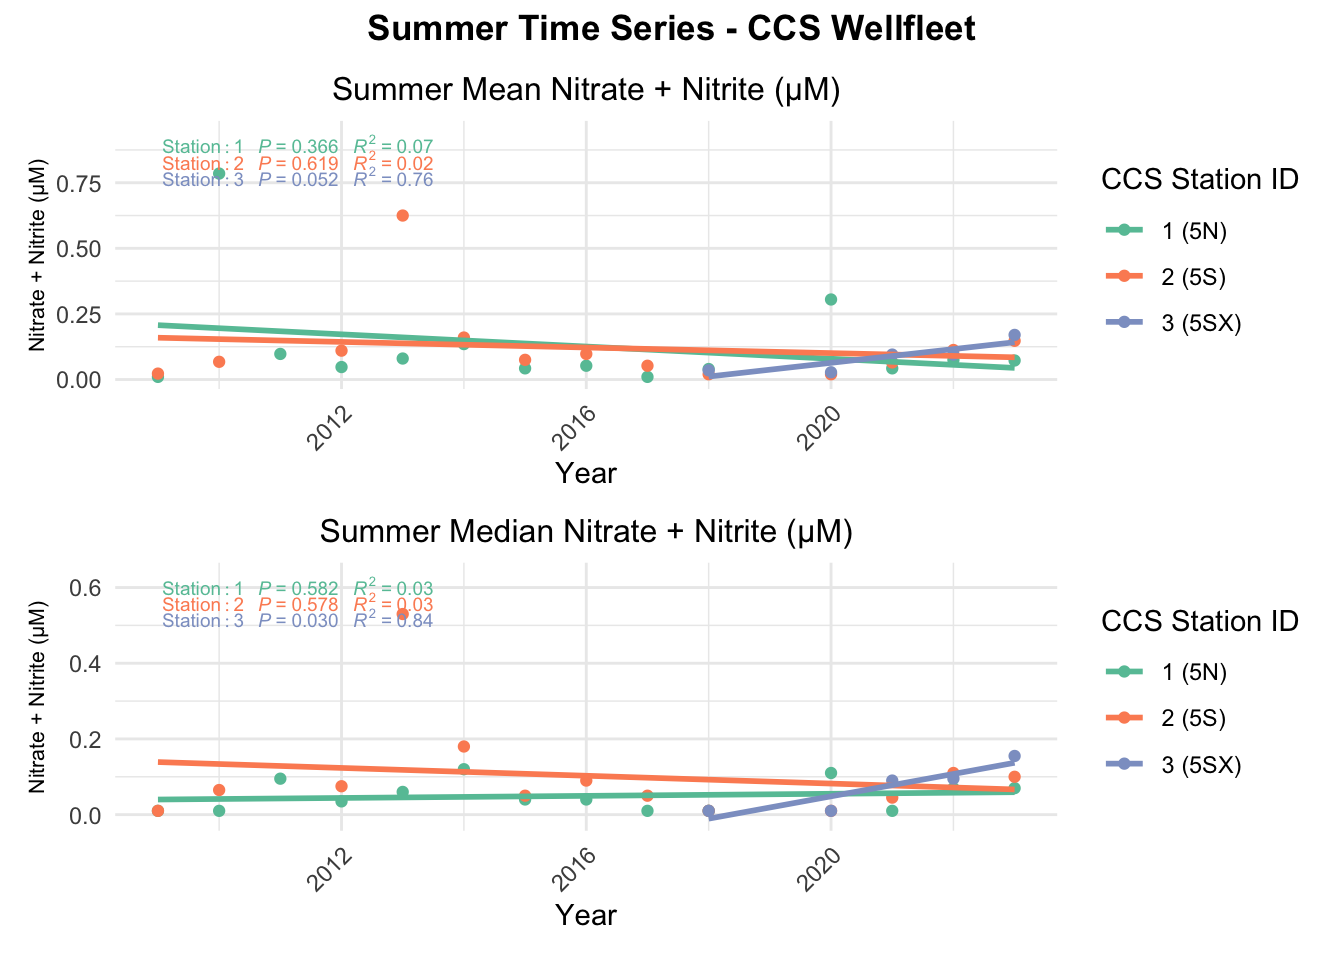 Summer Time Series - CCS Wellfleet
Summer Mean Nitrate + Nitrite (µM)
Station: 1 P = 0.366 R² = 0.07
Station: 2 P = 0.619 R² = 0.02
Station: 3 P = 0.052 R² = 0.76
Nitrate + Nitrite (µM)
0.75
0.50
0.25
0.00
2012 2016 2020
Year
CCS Station ID
1 (5N)
2 (5S)
3 (5SX)
Summer Median Nitrate + Nitrite (µM)
Station: 1 P = 0.582 R² = 0.03
Station: 2 P = 0.578 R² = 0.03
Station: 3 P = 0.030 R² = 0.84
Nitrate + Nitrite (µM)
0.6
0.4
0.2
0.0
2012 2016 2020
Year
CCS Station ID
1 (5N)
2 (5S)
3 (5SX)